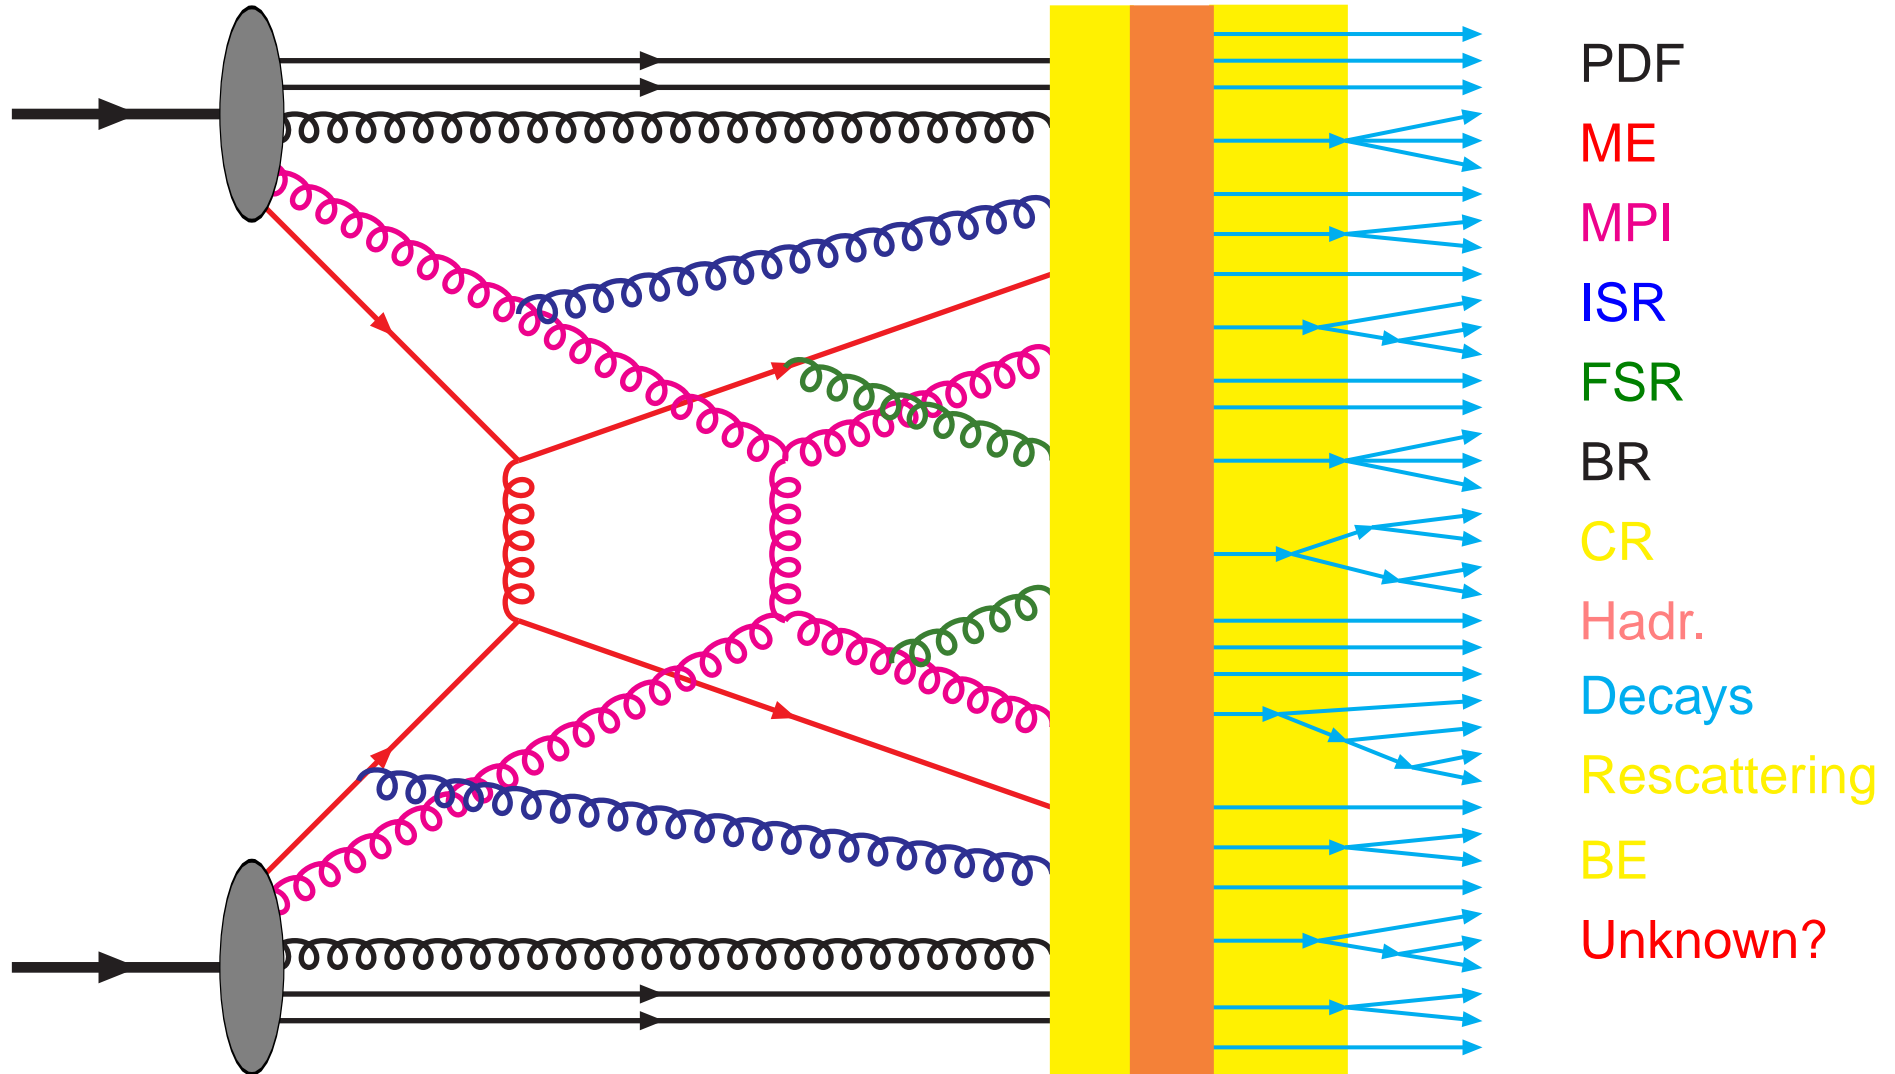 PDF
ME
MPI
ISR
FSR
BR
CR
Hadr.
Decays
Rescattering
BE
Unknown?